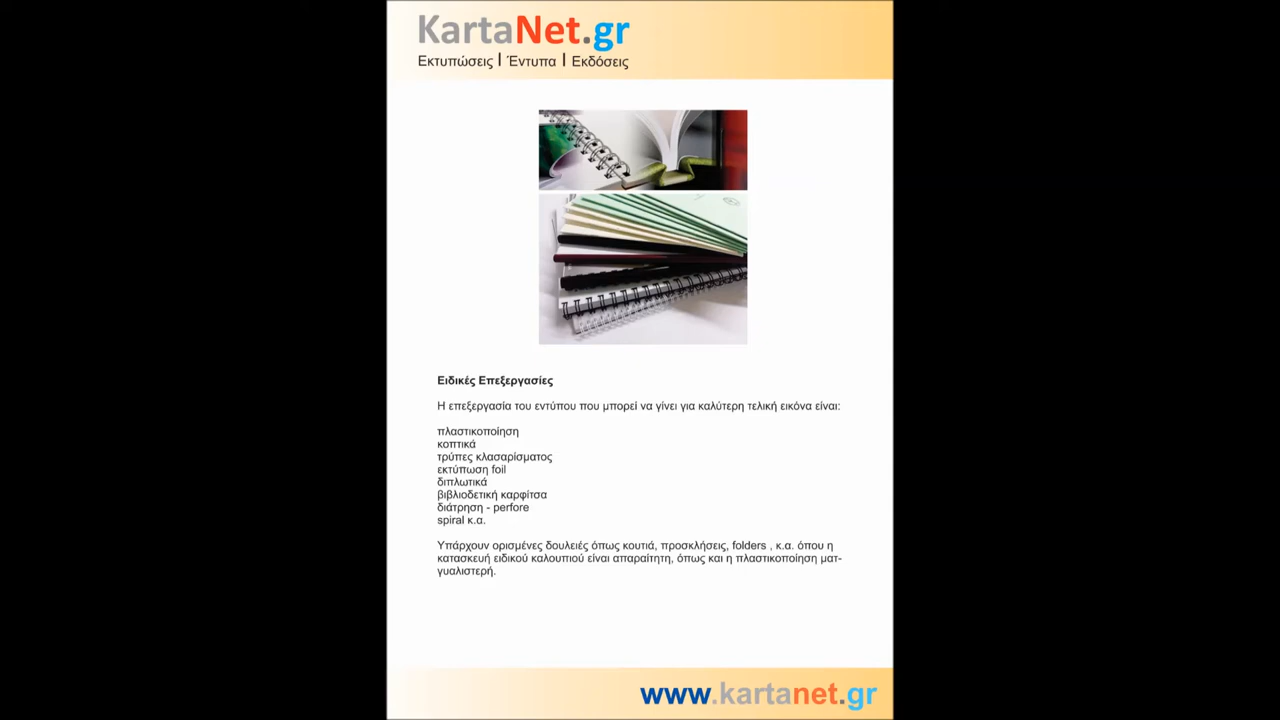 KartaNet.gr
Εκτυπώσεις | Έντυπα | Εκδόσεις
Ειδικές Επεξεργασίες
Η επεξεργασία του εντύπου που μπορεί να γίνει για καλύτερη τελική εικόνα είναι:
πλαστικοποίηση
κοπτικά
τρύπες κλασαρίσματος
εκτύπωση foil
διπλωτικά
βιβλιοδετική καρφίτσα
διάτρηση - perfore
spiral κ.α.
Υπάρχουν ορισμένες δουλειές όπως κουτιά, προσκλήσεις, folders , κ.α. όπου η
κατασκευή ειδικού καλουπιού είναι απαραίτητη, όπως και η πλαστικοποίηση ματ-
γυαλιστερή.
www.kartanet.gr